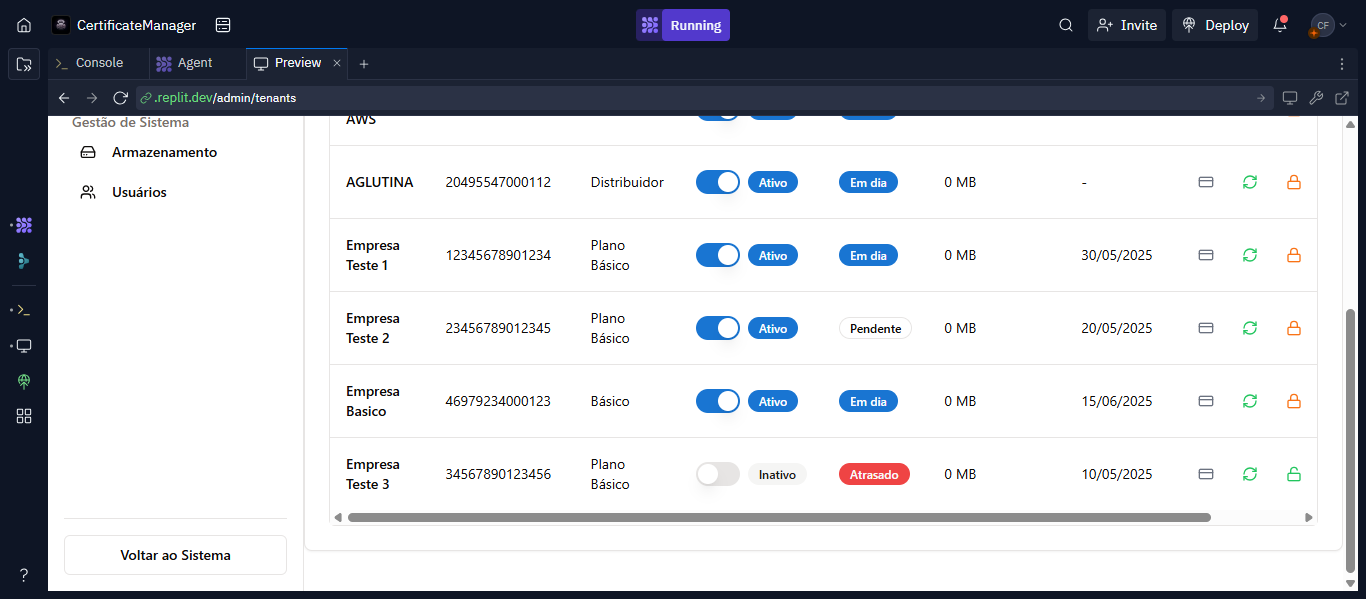 CertificateManager
Running
Invite
Deploy
CF
Console
Agent
Preview
.replit.dev/admin/tenants
Gestão de Sistema
Armazenamento
Usuários
Voltar ao Sistema
AWS
AGLUTINA 20495547000112 Distribuidor Ativo Em dia 0 MB -
Empresa
Teste 1
12345678901234
Plano
Básico
Ativo Em dia 0 MB 30/05/2025
Empresa
Teste 2
23456789012345
Plano
Básico
Ativo Pendente 0 MB 20/05/2025
Empresa
Basico
46979234000123 Básico Ativo Em dia 0 MB 15/06/2025
Empresa
Teste 3
34567890123456
Plano
Básico
Inativo Atrasado 0 MB 10/05/2025
?